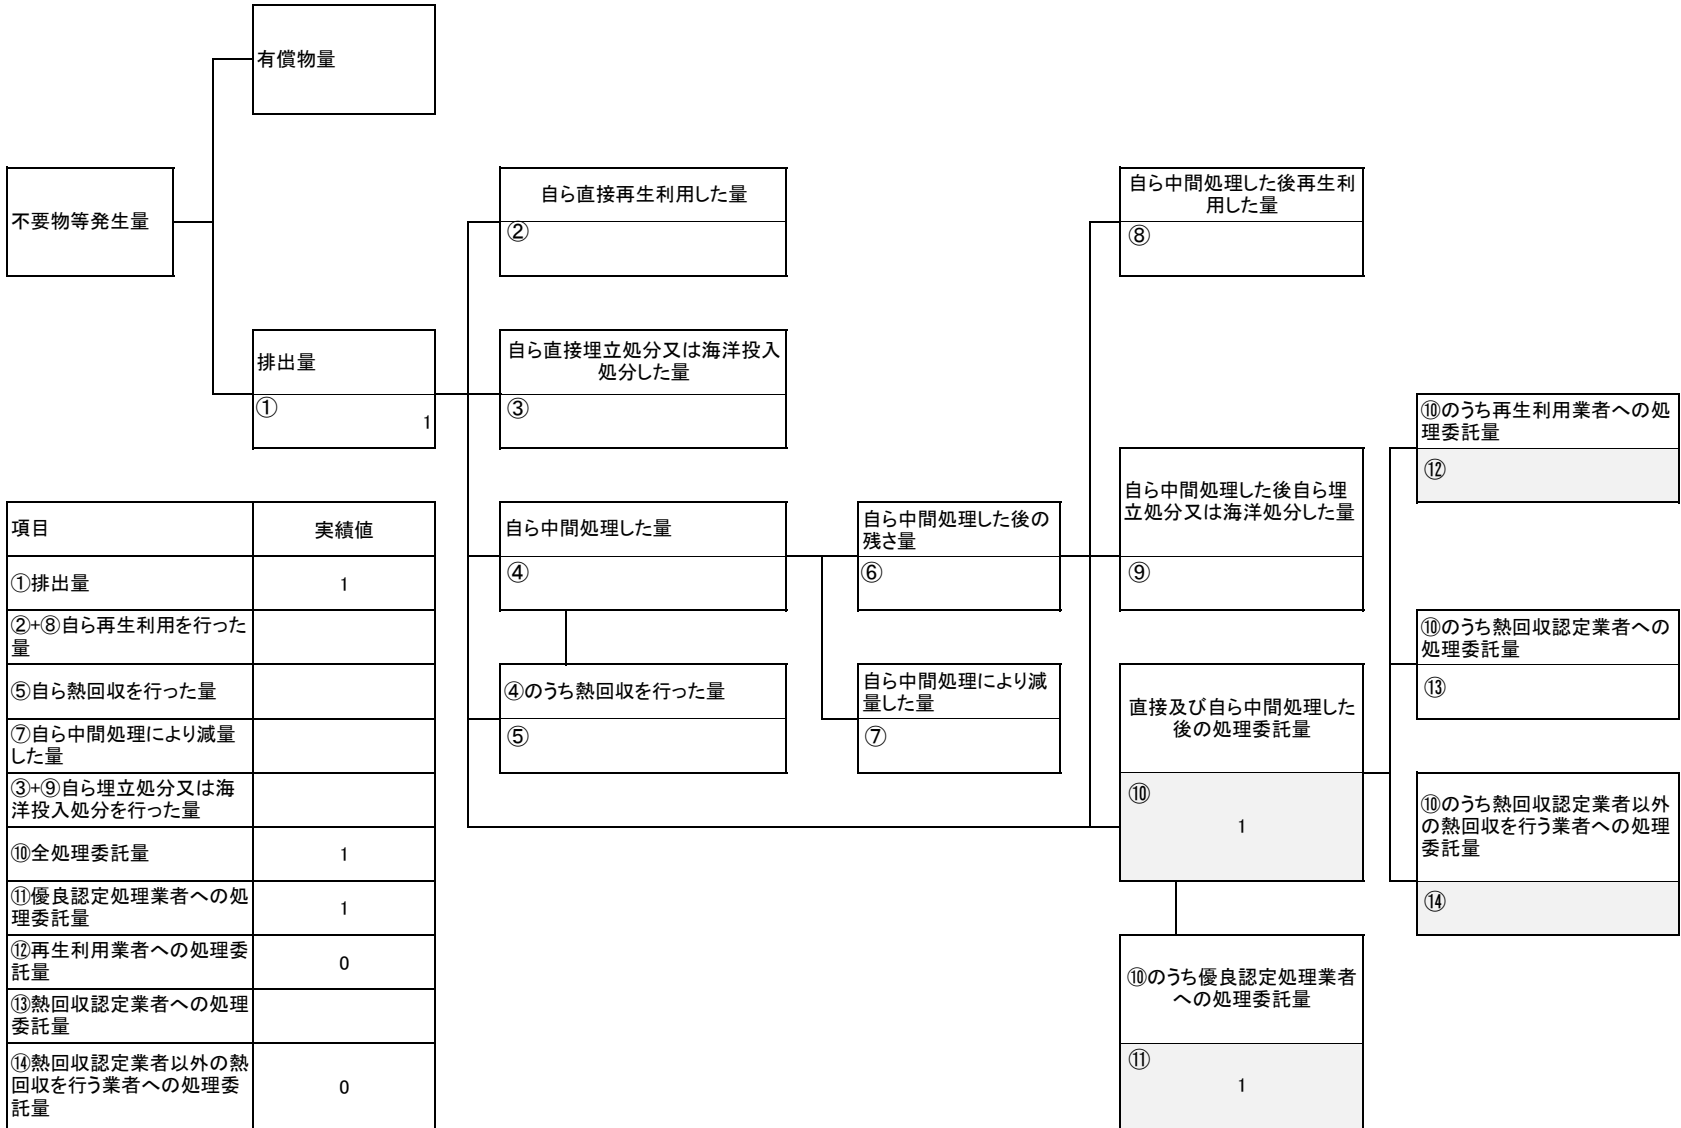 有償物量
不要物等発生量
自ら直接再生利用した量
②
自ら中間処理した後再生利
用した量
⑧
排出量
①
1
自ら直接埋立処分又は海洋投入
処分した量
③
⑩のうち再生利用業者への処
理委託量
⑫
自ら中間処理した量
④
自ら中間処理した後の
残さ量
⑥
自ら中間処理した後自ら埋
立処分又は海洋処分した量
⑨
④のうち熱回収を行った量
⑤
自ら中間処理により減
量した量
⑦
直接及び自ら中間処理した
後の処理委託量
⑩
1
⑩のうち熱回収認定業者への
処理委託量
⑬
⑩のうち熱回収認定業者以外
の熱回収を行う業者への処理
委託量
⑭
⑩のうち優良認定処理業者
への処理委託量
⑪
1
項目
実績値
①排出量
1
②+⑧自ら再生利用を行った
量
⑤自ら熱回収を行った量
⑦自ら中間処理により減量
した量
③+⑨自ら埋立処分又は海
洋投入処分を行った量
⑩全処理委託量
1
⑪優良認定処理業者への処
理委託量
1
⑫再生利用業者への処理委
託量
0
⑬熱回収認定業者への処理
委託量
⑭熱回収認定業者以外の熱
回収を行う業者への処理委
託量
0